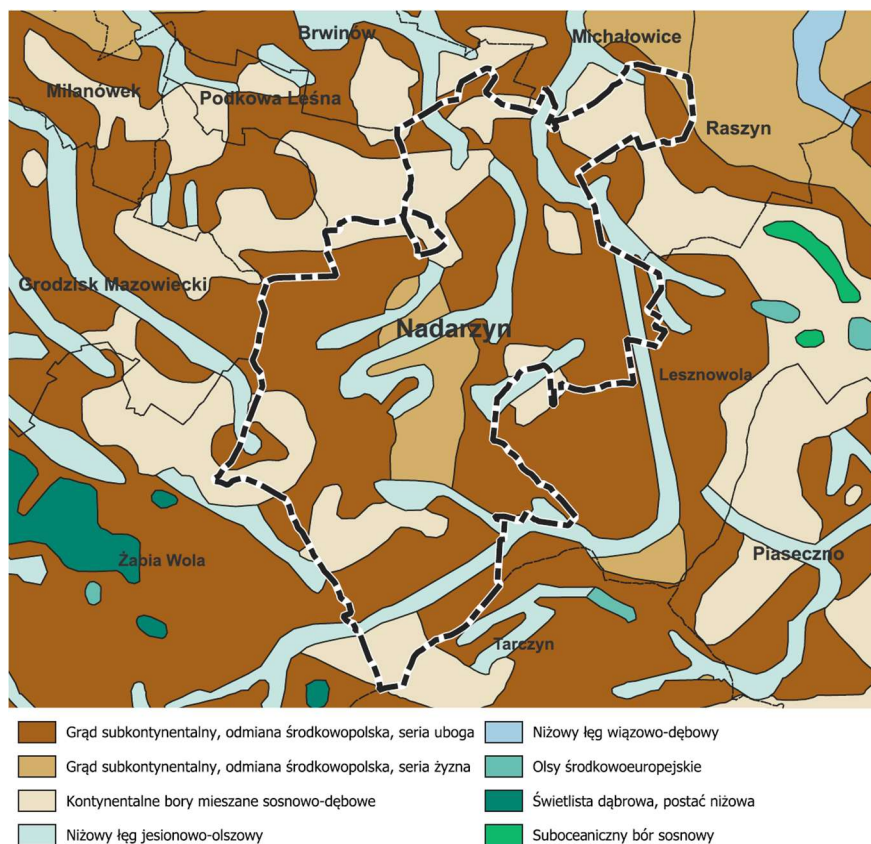 Brwinów
Michałowice
Milanówek
Podkowa Leśna
Raszyn
Grodzisk Mazowiecki
Nadarzyn
Lesznowola
Żabia Wola
Piaseczno
Tarczyn
Grąd subkontynentalny, odmiana środkowopolska, seria uboga
Grąd subkontynentalny, odmiana środkowopolska, seria żyzna
Kontynentalne bory mieszane sosnowo-dębowe
Niżowy łęg jesionowo-olszowy
Niżowy łęg wiązowo-dębowy
Olsy środkowoeuropejskie
Świetlista dąbrowa, postać niżowa
Suboceaniczny bór sosnowy